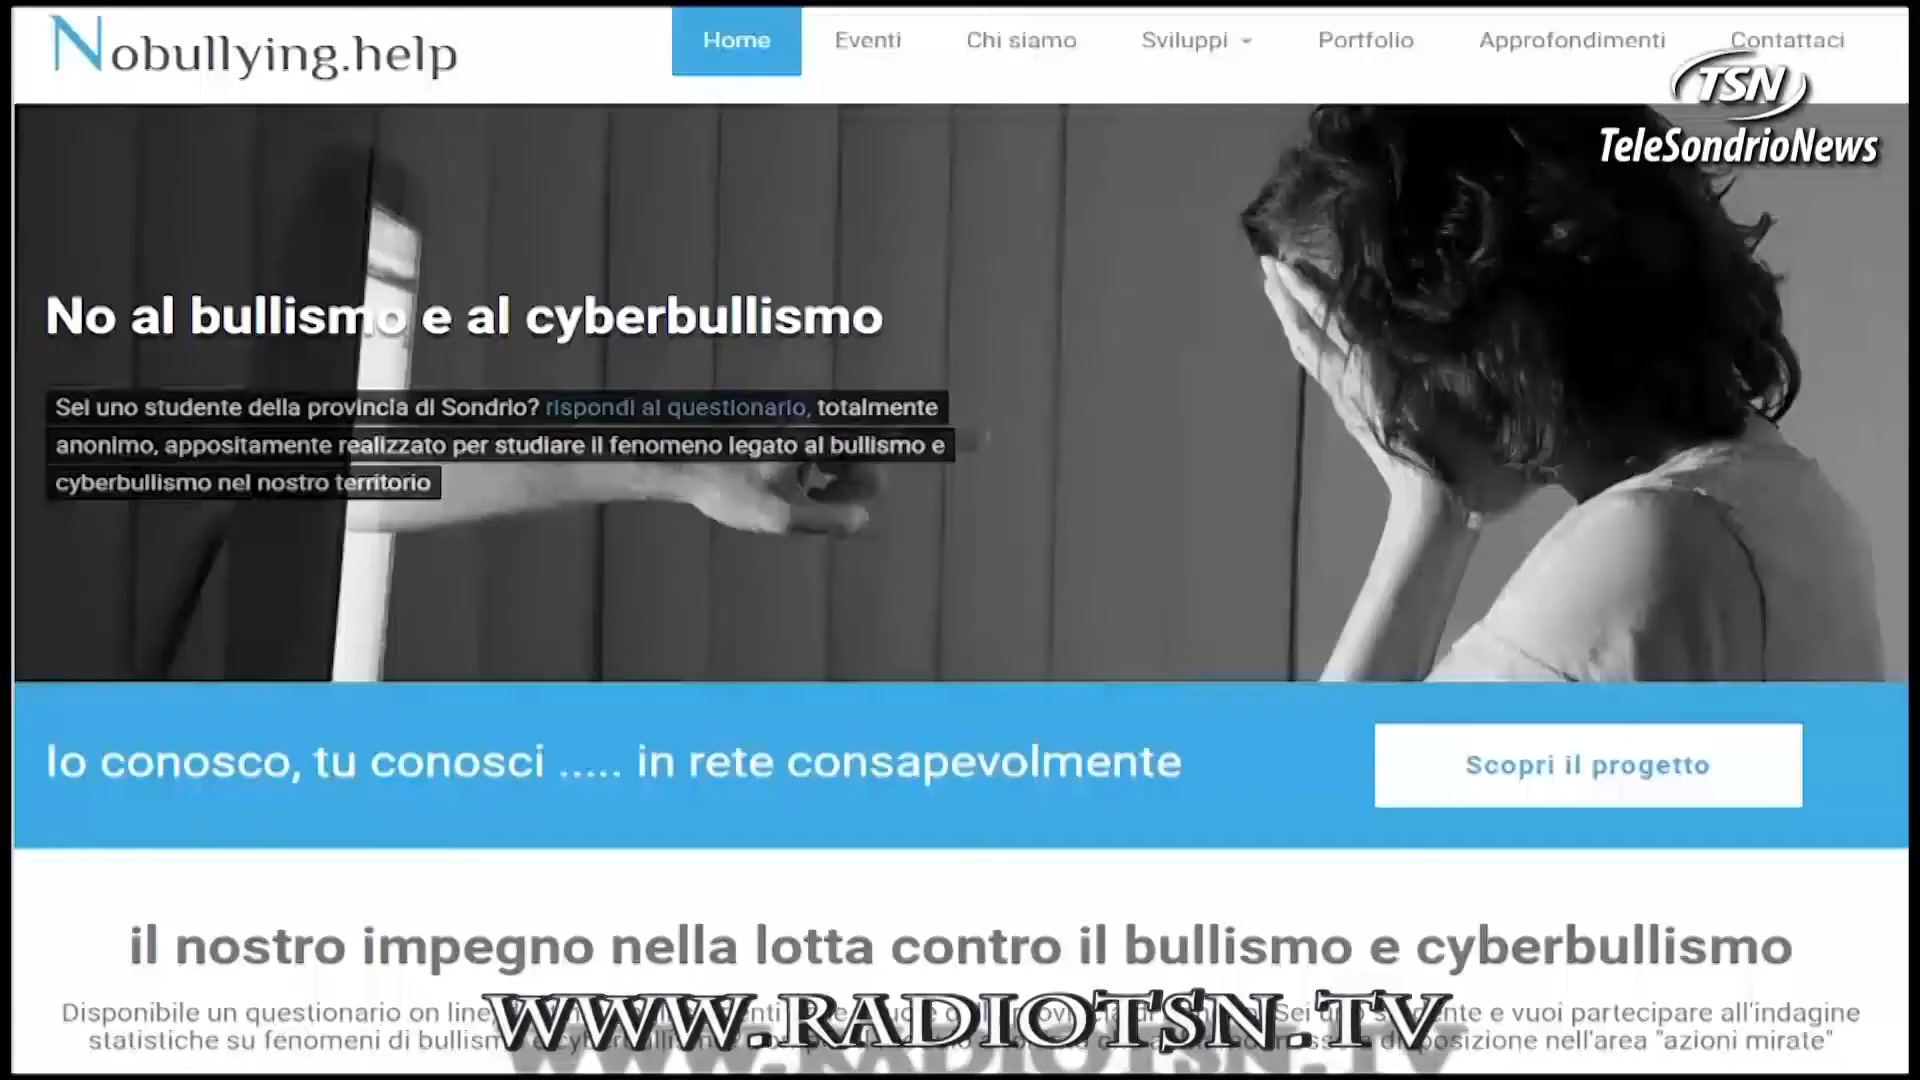 Nobullying.help
Home Eventi Chi siamo Sviluppi Portfolio Approfondimenti Contattaci
TSN
TeleSondrioNews
No al bullismo e al cyberbullismo
Sei uno studente della provincia di Sondrio? rispondi al questionario, totalmente
anonimo, appositamente realizzato per studiare il fenomeno legato al bullismo e
cyberbullismo nel nostro territorio
Io conosco, tu conosci ..... in rete consapevolmente
Scopri il progetto
il nostro impegno nella lotta contro il bullismo e cyberbullismo
Disponibile un questionario on line, Sei e vuoi partecipare all'indagine
statistiche su fenomeni di disposizione nell'area "azioni mirate"
WWW.RADIOTSN.TV